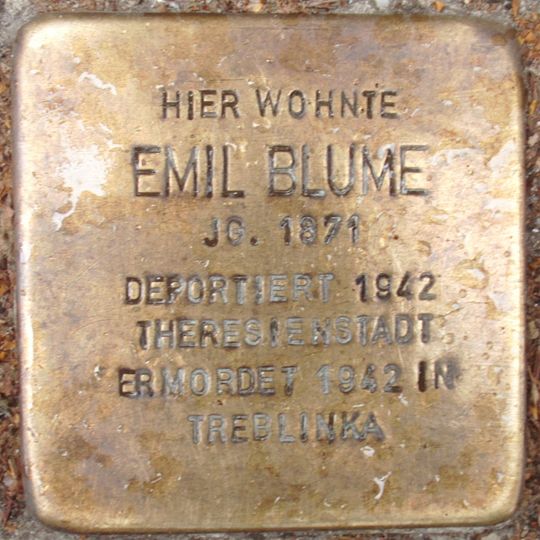 HIER WOHNTE
EMIL BLUME
JG. 1871
DEPORTIERT 1942
THERESIENSTADT
ERMORDET 1942 IN
TREBLINKA